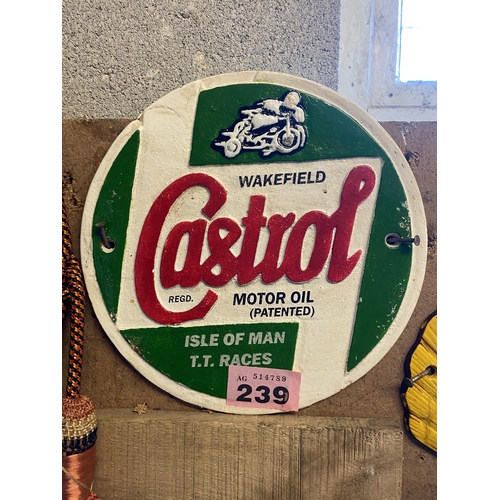 WAKEFIELD
Castrol
REGD.
MOTOR OIL
(PATENTED)
ISLE OF MAN
T.T. RACES
AG 514789
239